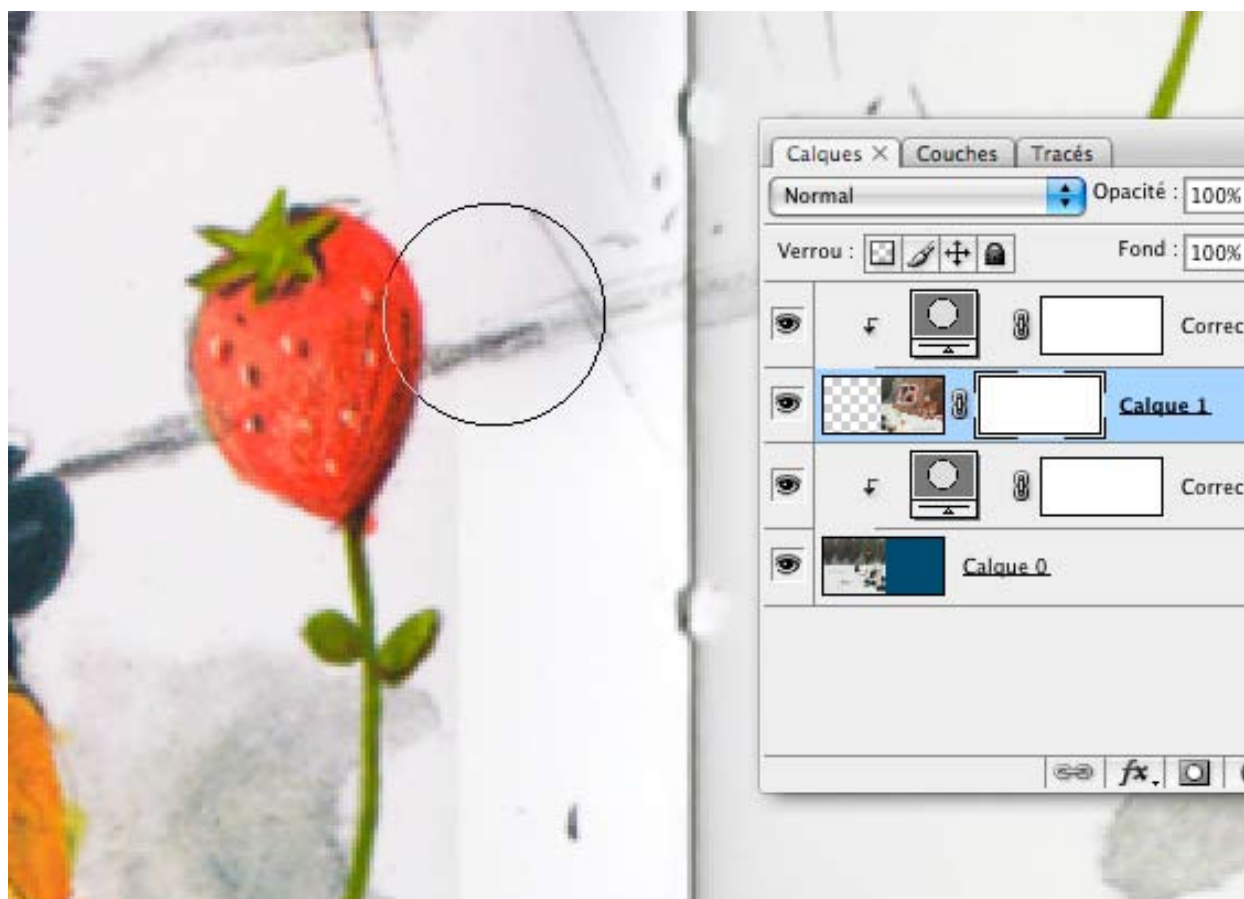 Calques × Couches Tracés
Normal Opacité : 100%
Verrou : Fond : 100%
Correc
Calque 1
Correc
Calque 0
fx